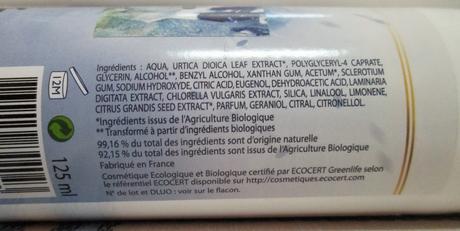 Ingrédients : AQUA, URTICA DIOICA LEAF EXTRACT*, POLYGLYCERYL-4 CAPRATE,
GLYCERIN, ALCOHOL**, BENZYL ALCOHOL, XANTHAN GUM, ACETUM*, SCLEROTIUM
GUM, SODIUM HYDROXYDE, CITRIC ACID, EUGENOL, DEHYDROACETIC ACID, LAMINARIA
DIGITATA EXTRACT, CHLORELLA VULGARIS EXTRACT, SILICA, LINALOOL, LIMONENE,
CITRUS GRANDIS SEED EXTRACT*, PARFUM, GERANIOL, CITRAL, CITRONELLOL.
*Ingrédients issus de l'Agriculture Biologique
** Transformé à partir d'ingrédients biologiques
99,16 % du total des ingrédients sont d'origine naturelle
92,15 % du total des ingrédients sont issus de l'Agriculture Biologique
Fabriqué en France
Cosmétique Ecologique et Biologique certifié par ECOCERT Greenlife selon
le référentiel ECOCERT disponible sur http://cosmetiques.ecocert.com
N° de lot et DLUO : voir sur le flacon.
12M
125 ml